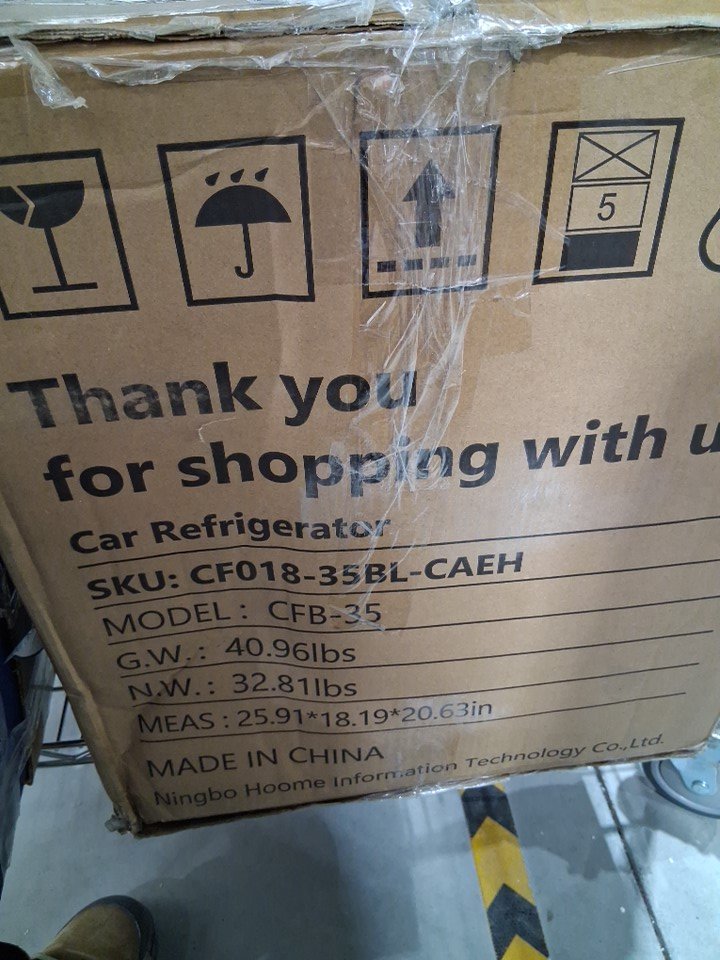 5
Thank you
for shopping with u
Car Refrigerator
SKU: CF018-35BL-CAEH
MODEL: CFB-35
G.W.: 40.96lbs
N.W.: 32.81lbs
MEAS : 25.91*18.19*20.63in
MADE IN CHINA
Ningbo Hoome Information Technology Co.,Ltd.